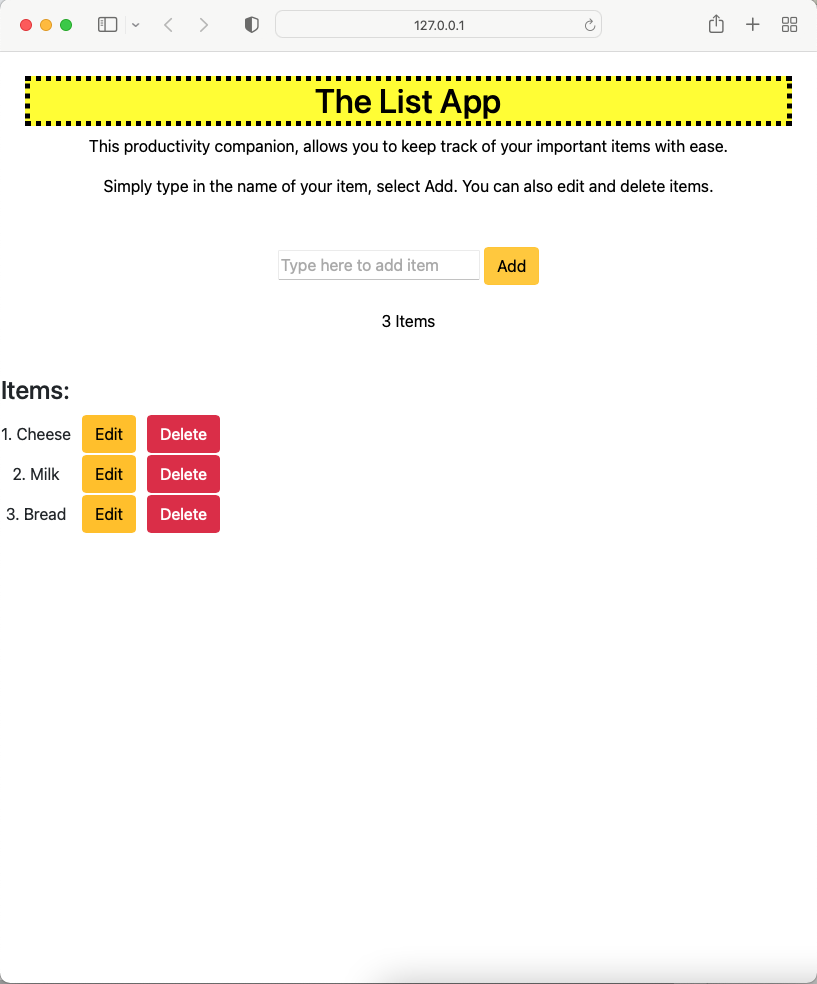 127.0.0.1
The List App
This productivity companion, allows you to keep track of your important items with ease.
Simply type in the name of your item, select Add. You can also edit and delete items.
Type here to add item Add
3 Items
Items:
1. Cheese Edit Delete
2. Milk Edit Delete
3. Bread Edit Delete